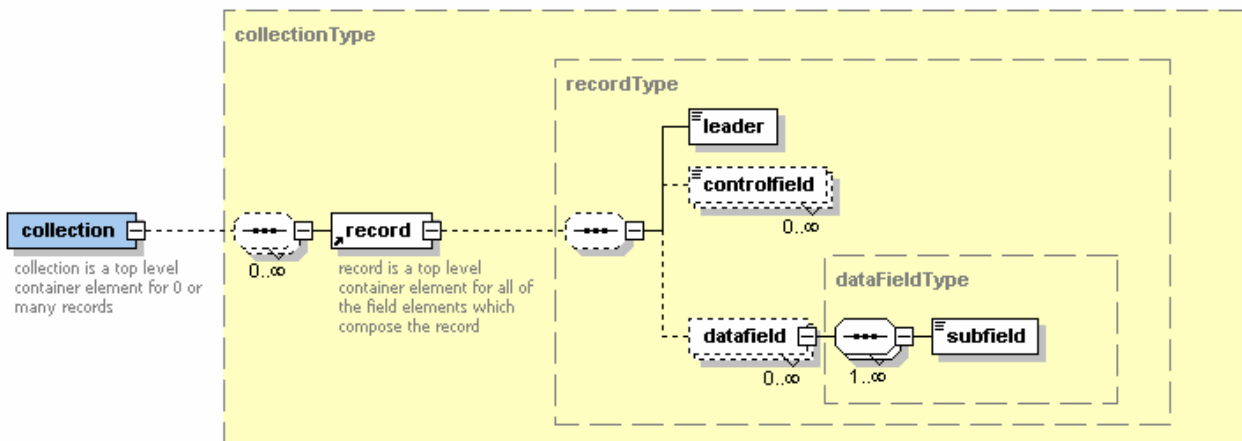 collectionType
recordType
leader
controlfield
0..∞
collection
record
0..∞
collection is a top level
container element for 0 or
many records
record is a top level
container element for all of
the field elements which
compose the record
dataFieldType
datafield
subfield
0..∞
1..∞